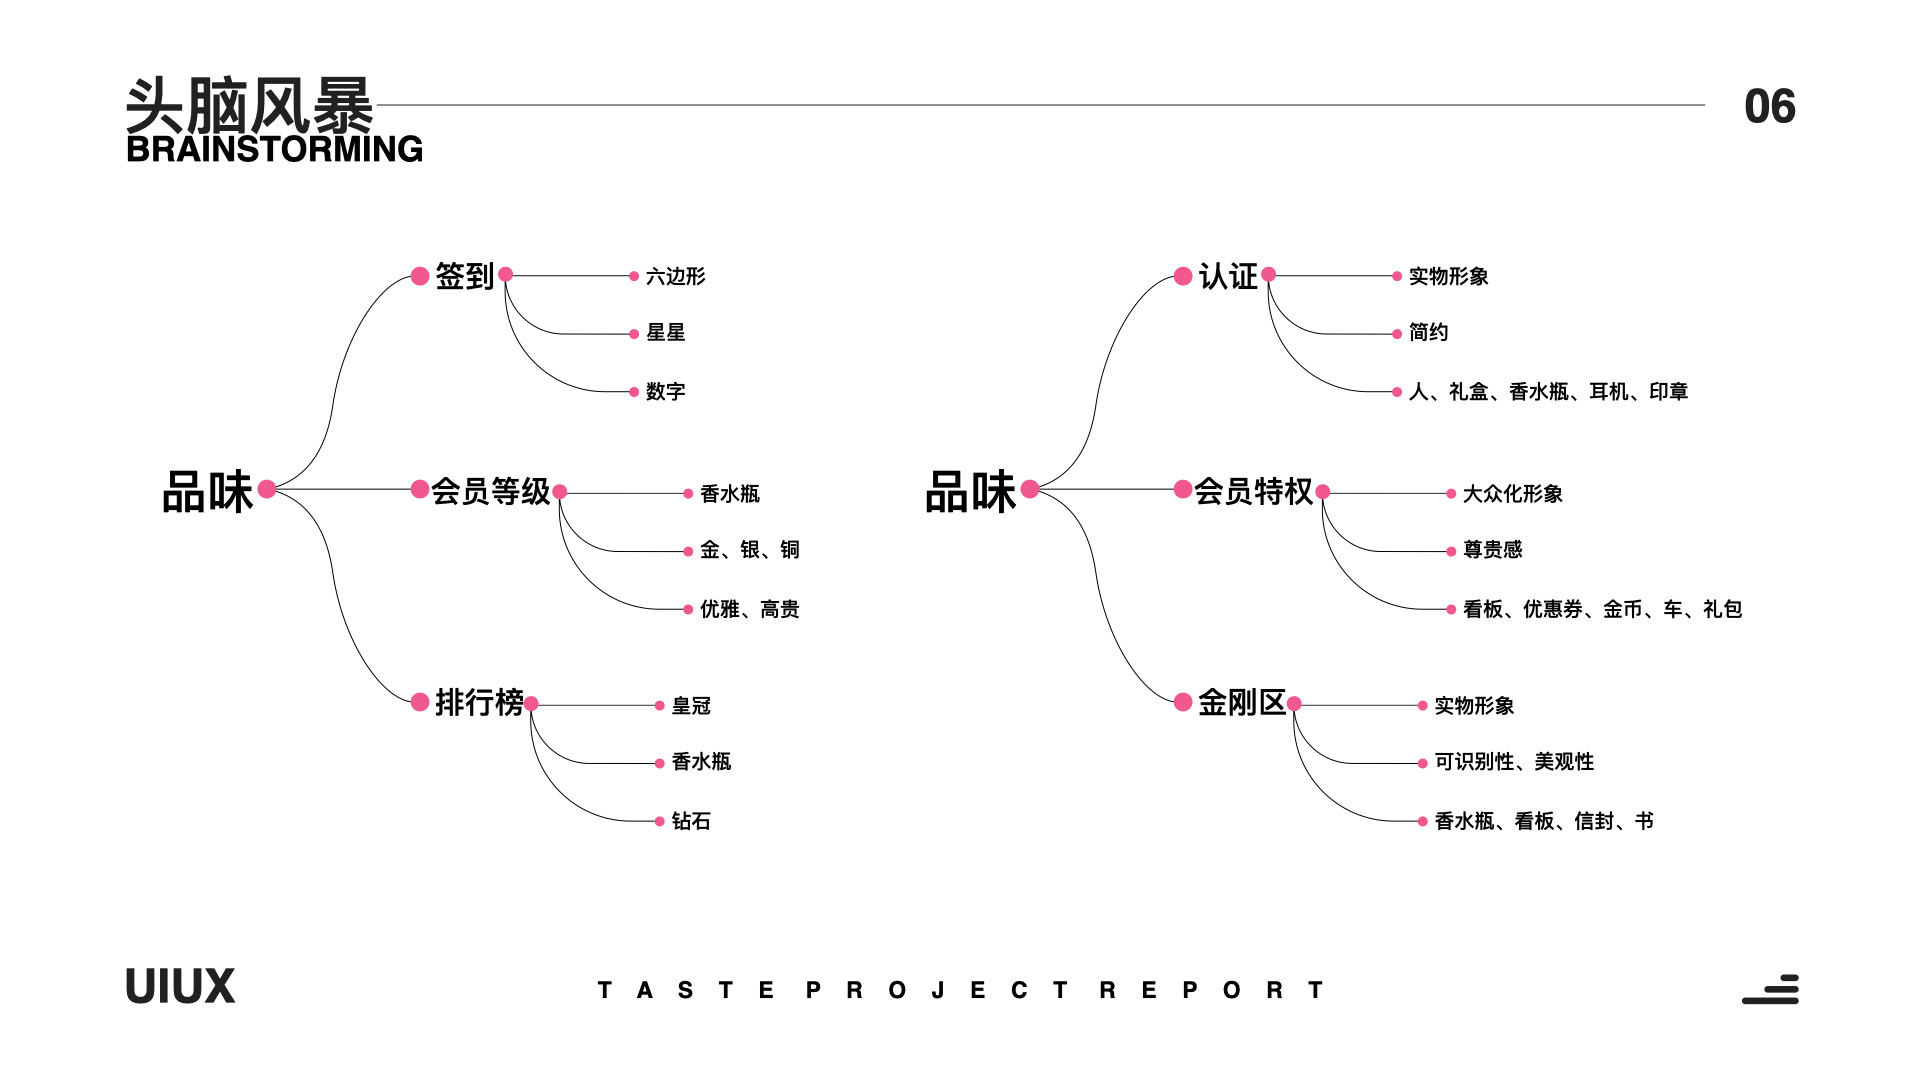 头脑风暴
BRAINSTORMING
06
品味
签到
六边形
星星
数字
会员等级
香水瓶
金、银、铜
优雅、高贵
排行榜
皇冠
香水瓶
钻石
品味
认证
实物形象
简约
人、礼盒、香水瓶、耳机、印章
会员特权
大众化形象
尊贵感
看板、优惠券、金币、车、礼包
金刚区
实物形象
可识别性、美观性
香水瓶、看板、信封、书
UIUX
TASTE PROJECT REPORT